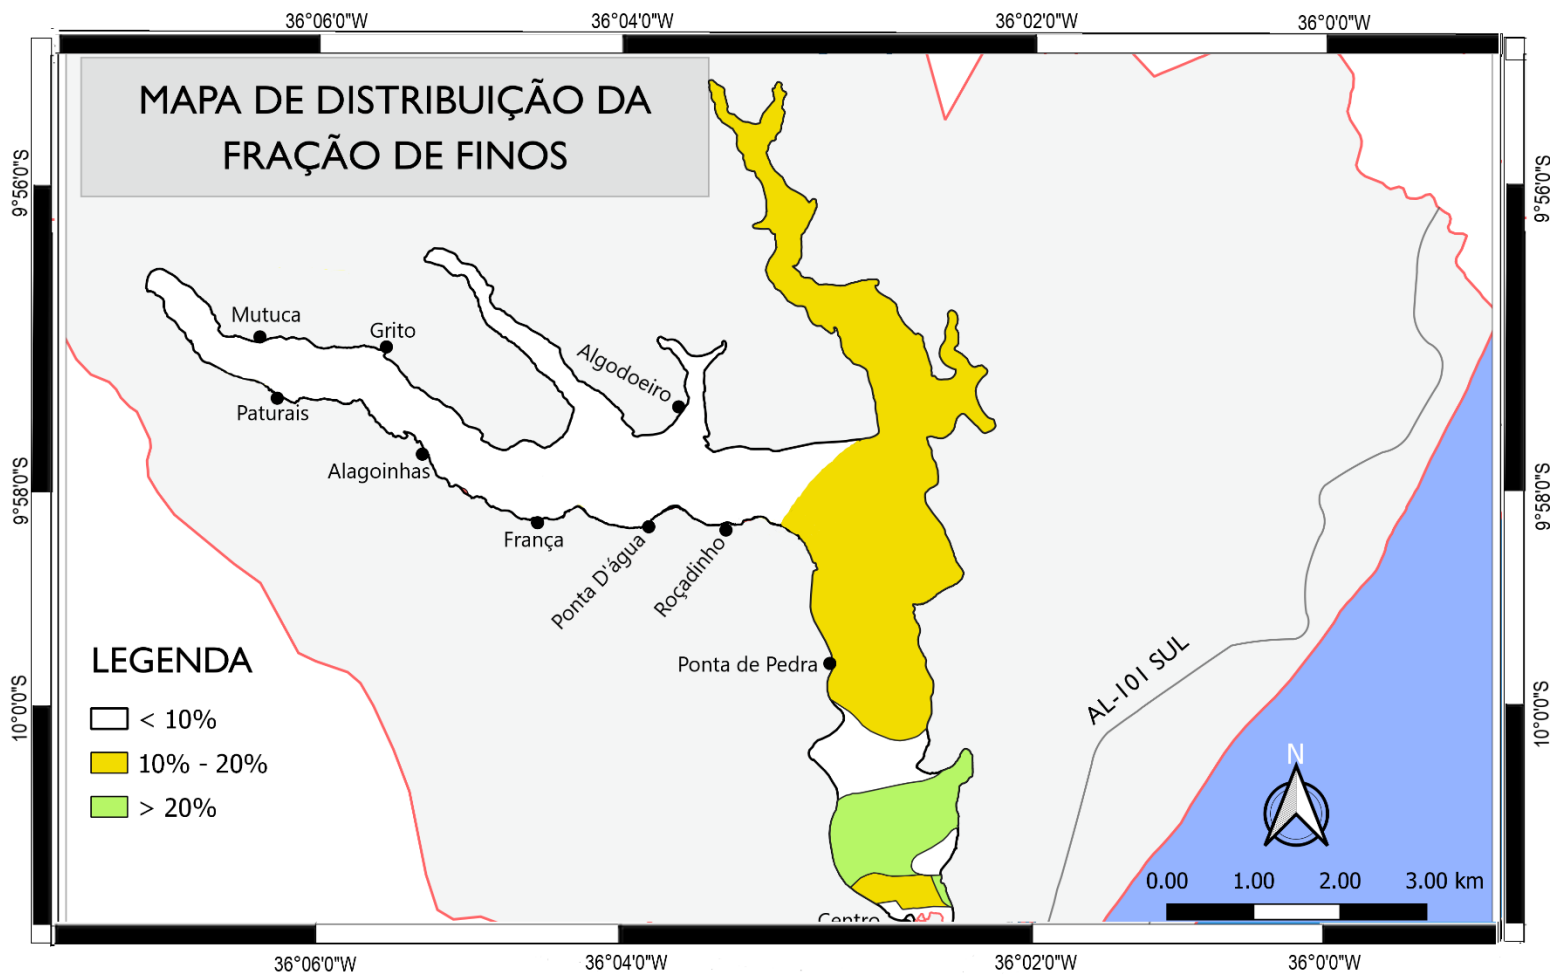 36°06'0"W 36°04'0"W 36°02'0"W 36°0'0"W
MAPA DE DISTRIBUIÇÃO DA
FRAÇÃO DE FINOS
9°56'0"S 9°56'0"S
Mutuca
Grito
Algodoeiro
Paturais
Alagoinhas
9°58'0"S 9°58'0"S
França
Ponta D'água
Roçadinho
Ponta de Pedra
AL-101 SUL
10°0'0"S 10°0'0"S
LEGENDA
< 10%
10% - 20%
> 20%
N
0.00 1.00 2.00 3.00 km
Centro
36°06'0"W 36°04'0"W 36°02'0"W 36°0'0"W